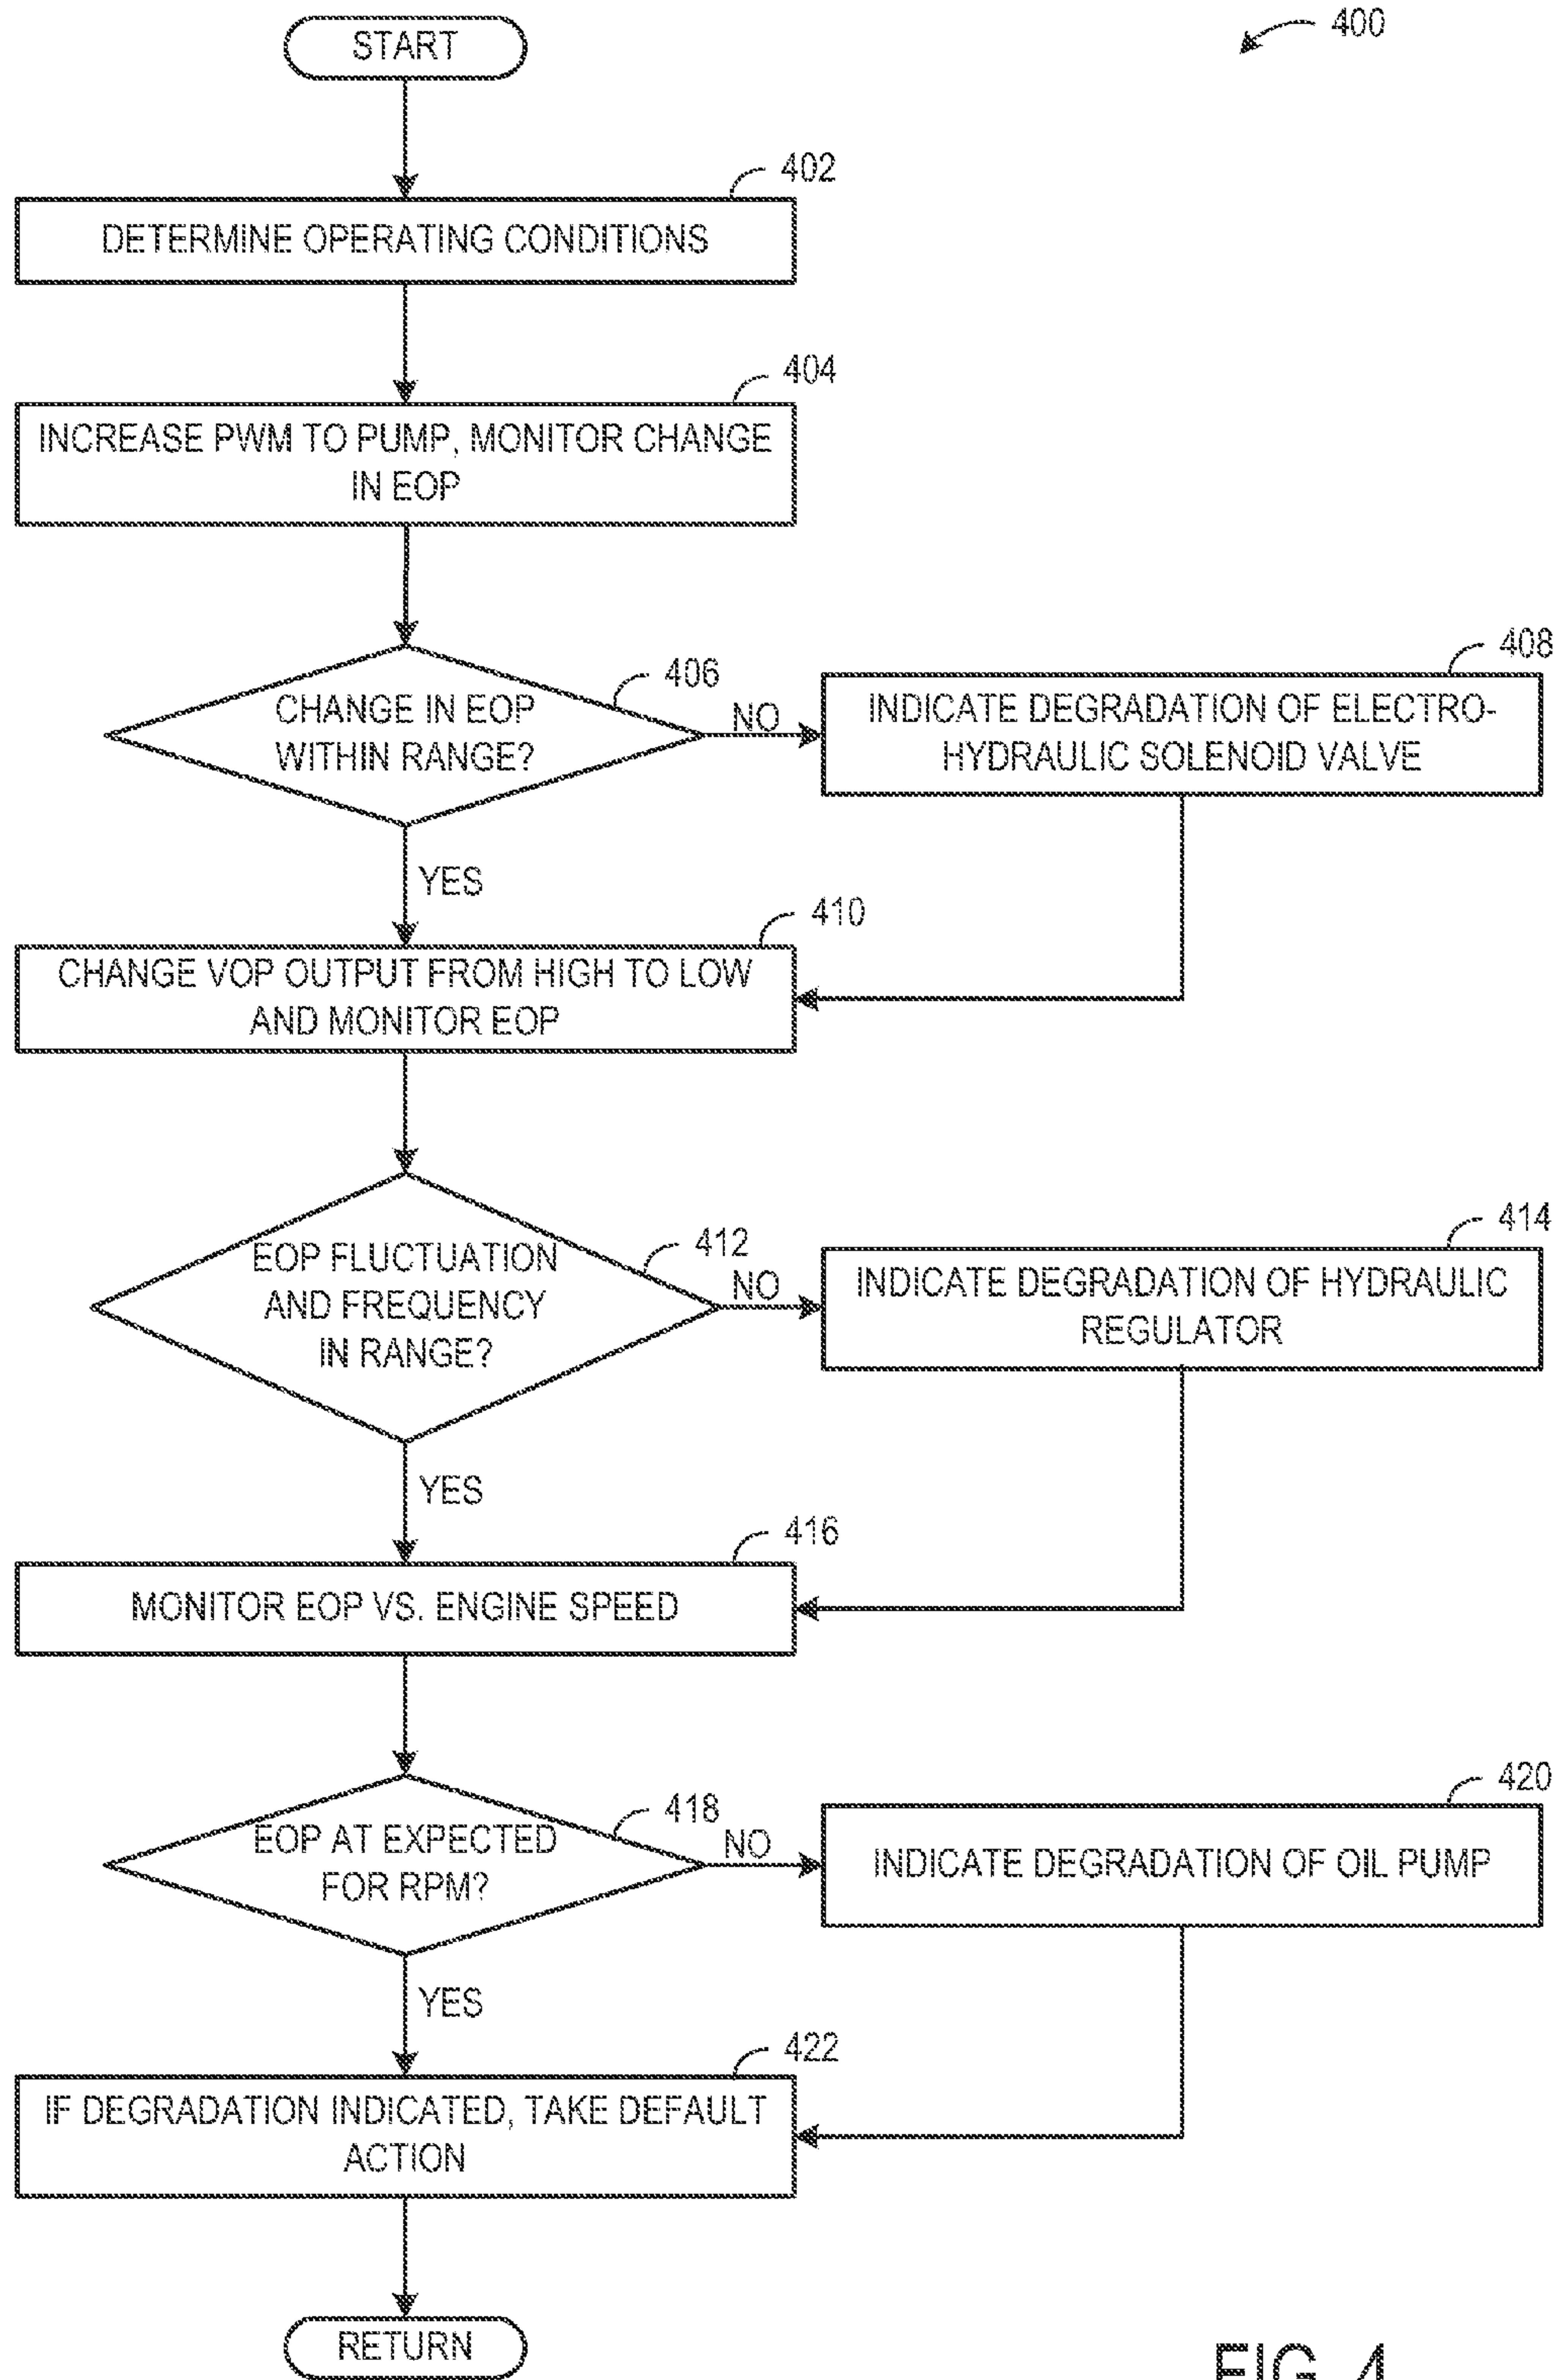 START
400
402
DETERMINE OPERATING CONDITIONS
404
INCREASE PWM TO PUMP, MONITOR CHANGE
IN EOP
406
CHANGE IN EOP
WITHIN RANGE?
NO
408
INDICATE DEGRADATION OF ELECTRO-
HYDRAULIC SOLENOID VALVE
YES
410
CHANGE VOP OUTPUT FROM HIGH TO LOW
AND MONITOR EOP
412
EOP FLUCTUATION
AND FREQUENCY
IN RANGE?
NO
414
INDICATE DEGRADATION OF HYDRAULIC
REGULATOR
YES
416
MONITOR EOP VS. ENGINE SPEED
418
EOP AT EXPECTED
FOR RPM?
NO
420
INDICATE DEGRADATION OF OIL PUMP
YES
422
IF DEGRADATION INDICATED, TAKE DEFAULT
ACTION
RETURN
FIG. 4